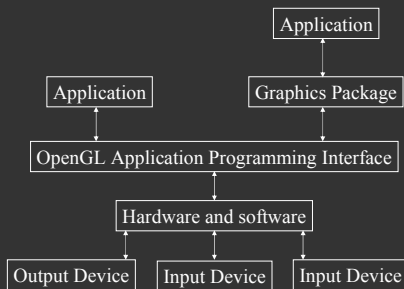 Application
Application
Graphics Package
OpenGL Application Programming Interface
Hardware and software
Output Device
Input Device
Input Device